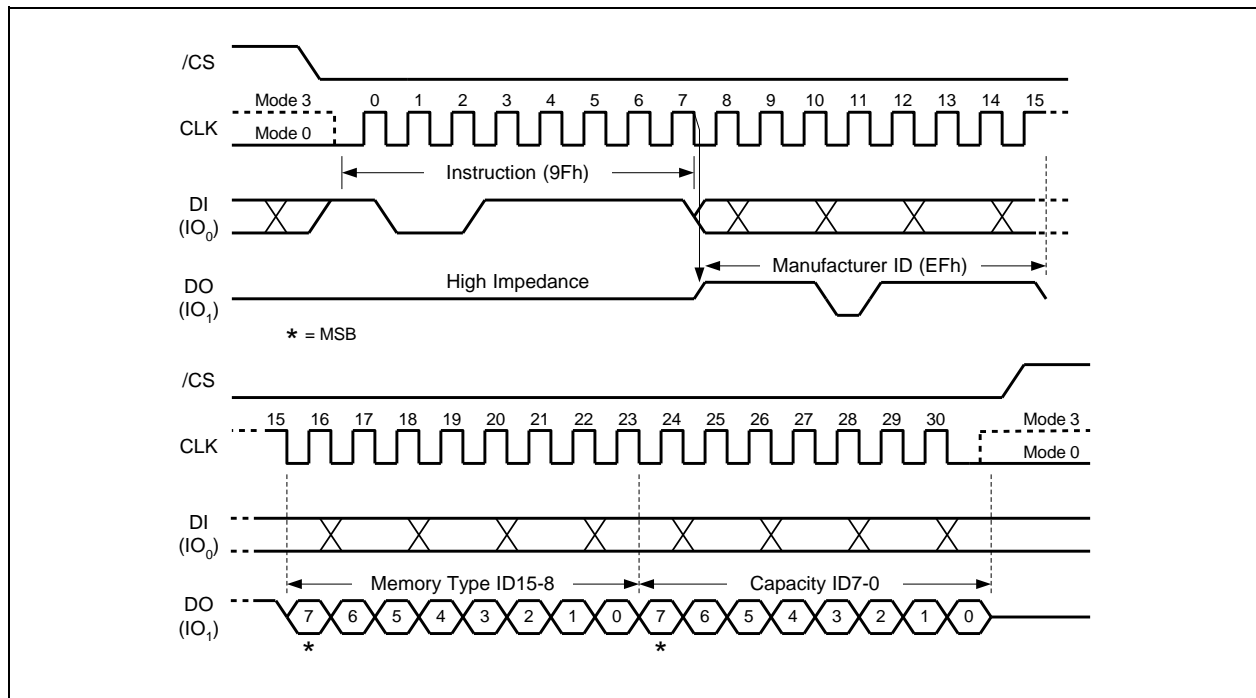 /CS
Mode 3 0 1 2 3 4 5 6 7 8 9 10 11 12 13 14 15
CLK
Mode 0
Instruction (9Fh)
DI
(IO0)
Manufacturer ID (EFh)
DO
(IO1)
High Impedance
* = MSB
/CS
15 16 17 18 19 20 21 22 23 24 25 26 27 28 29 30 Mode 3
CLK
Mode 0
DI
(IO0)
Memory Type ID15-8 Capacity ID7-0
DO
(IO1)
7 6 5 4 3 2 1 0 7 6 5 4 3 2 1 0
* *